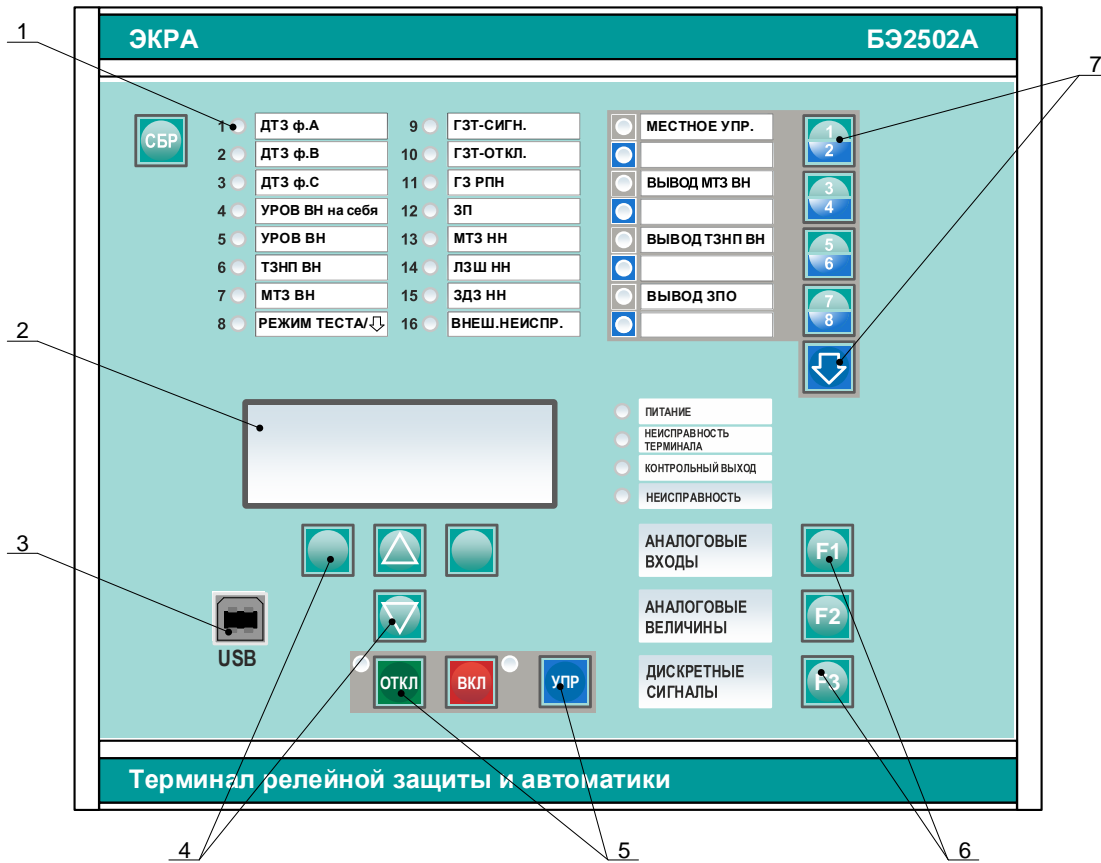 ЭКРА
БЭ2502А
1
7
СБР
1 ДТЗ ф.А
2 ДТЗ ф.В
3 ДТЗ ф.С
4 УРОВ ВН на себя
5 УРОВ ВН
6 ТЗНП ВН
7 МТЗ ВН
8 РЕЖИМ ТЕСТА/
9 ГЗТ-СИГН.
10 ГЗТ-ОТКЛ.
11 ГЗ РПН
12 ЗП
13 МТЗ НН
14 ЛЗШ НН
15 ЗДЗ НН
16 ВНЕШ.НЕИСПР.
МЕСТНОЕ УПР.
ВЫВОД МТЗ ВН
ВЫВОД ТЗНП ВН
ВЫВОД ЗПО
1
2
3
4
5
6
7
8
2
ПИТАНИЕ
НЕИСПРАВНОСТЬ
ТЕРМИНАЛА
КОНТРОЛЬНЫЙ ВЫХОД
НЕИСПРАВНОСТЬ
3
USB
АНАЛОГОВЫЕ
ВХОДЫ
F1
АНАЛОГОВЫЕ
ВЕЛИЧИНЫ
F2
ДИСКРЕТНЫЕ
СИГНАЛЫ
F3
ОТКЛ
ВКЛ
УПР
Терминал релейной защиты и автоматики
4
5
6